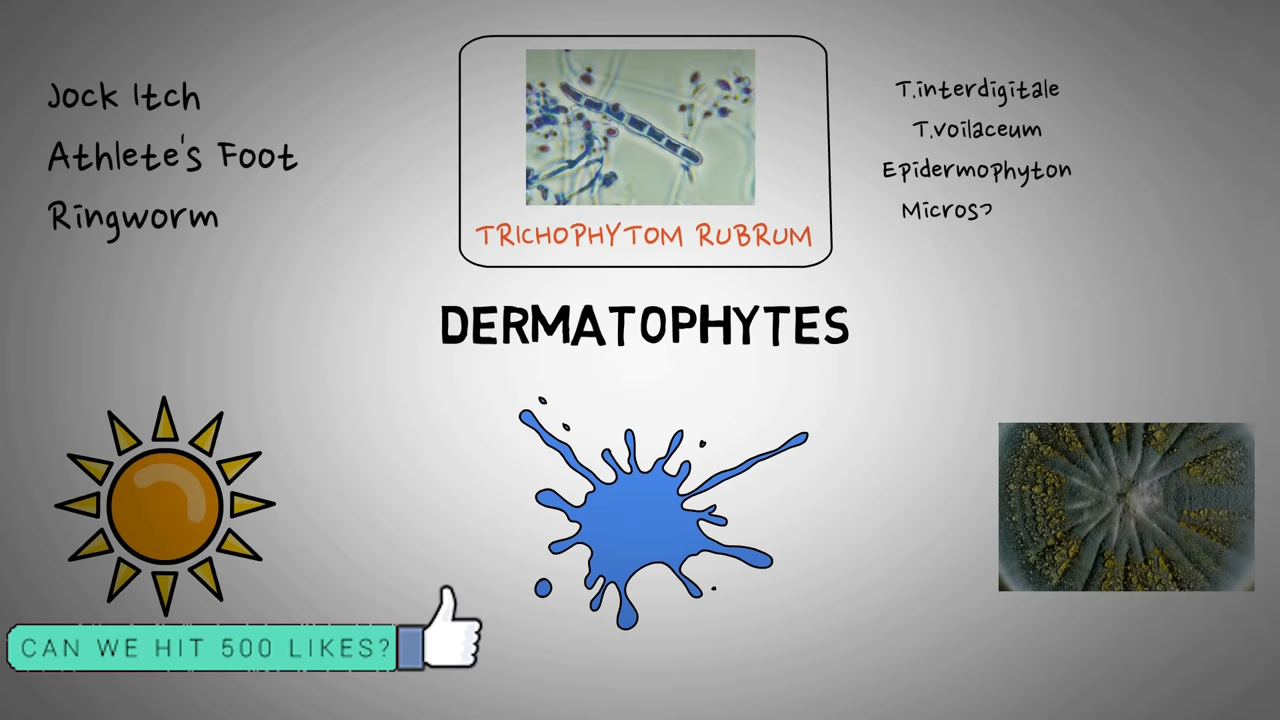 Jock Itch
Athlete's Foot
Ringworm
TRICHOPHYTOM RUBRUM
T.interdigitale
T.voilaceum
Epidermophyton
Micros
DERMATOPHYTES
CAN WE HIT 500 LIKES?